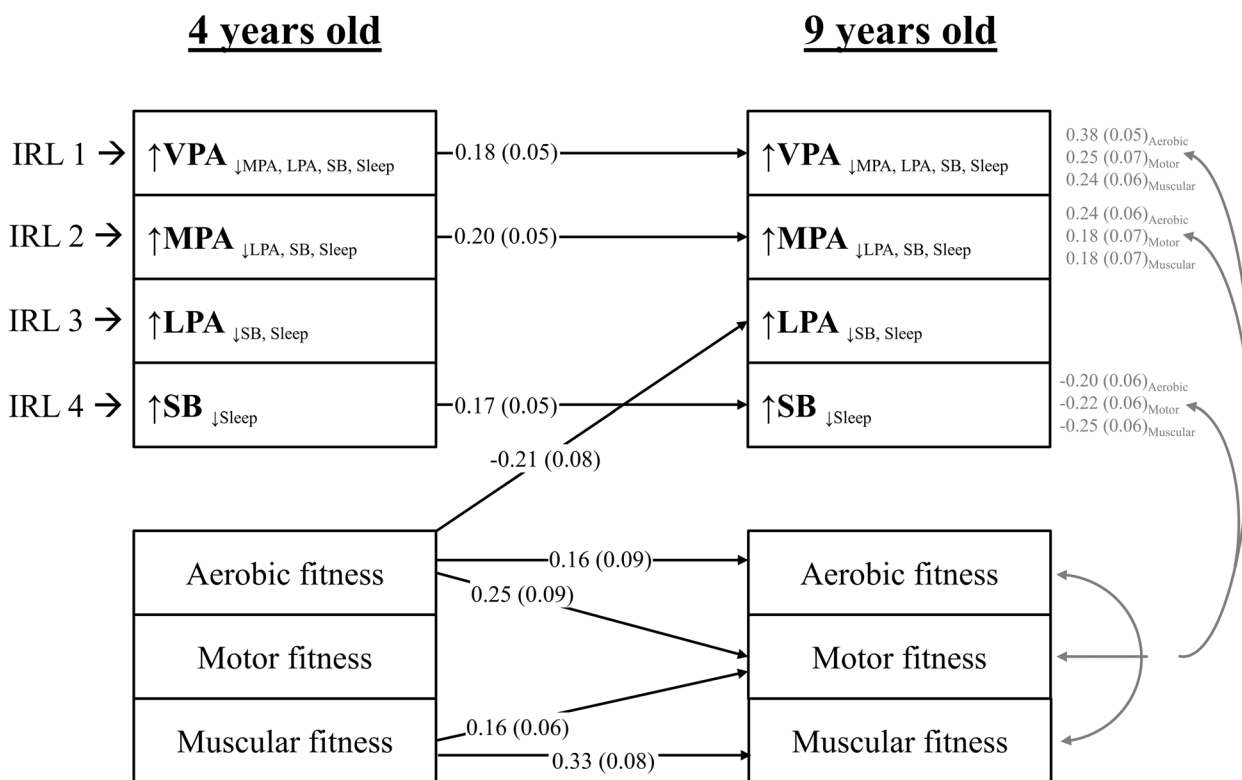 4 years old
9 years old
IRL 1 →
↑VPA ↓MPA, LPA, SB, Sleep
0.18 (0.05)
↑VPA ↓MPA, LPA, SB, Sleep
0.38 (0.05)Aerobic
0.25 (0.07)Motor
0.24 (0.06)Muscular
IRL 2 →
↑MPA ↓LPA, SB, Sleep
0.20 (0.05)
↑MPA ↓LPA, SB, Sleep
0.24 (0.06)Aerobic
0.18 (0.07)Motor
0.18 (0.07)Muscular
IRL 3 →
↑LPA ↓SB, Sleep
↑LPA ↓SB, Sleep
IRL 4 →
↑SB ↓Sleep
0.17 (0.05)
↑SB ↓Sleep
-0.20 (0.06)Aerobic
-0.22 (0.06)Motor
-0.25 (0.06)Muscular
-0.21 (0.08)
Aerobic fitness
0.16 (0.09)
0.25 (0.09)
Aerobic fitness
Motor fitness
Motor fitness
Muscular fitness
0.16 (0.06)
0.33 (0.08)
Muscular fitness